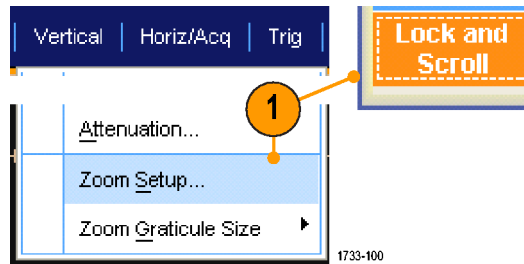 Vertical | Horiz/Acq | Trig
Lock and
Scroll
1
Attenuation...
Zoom Setup...
Zoom Graticule Size
1733-100